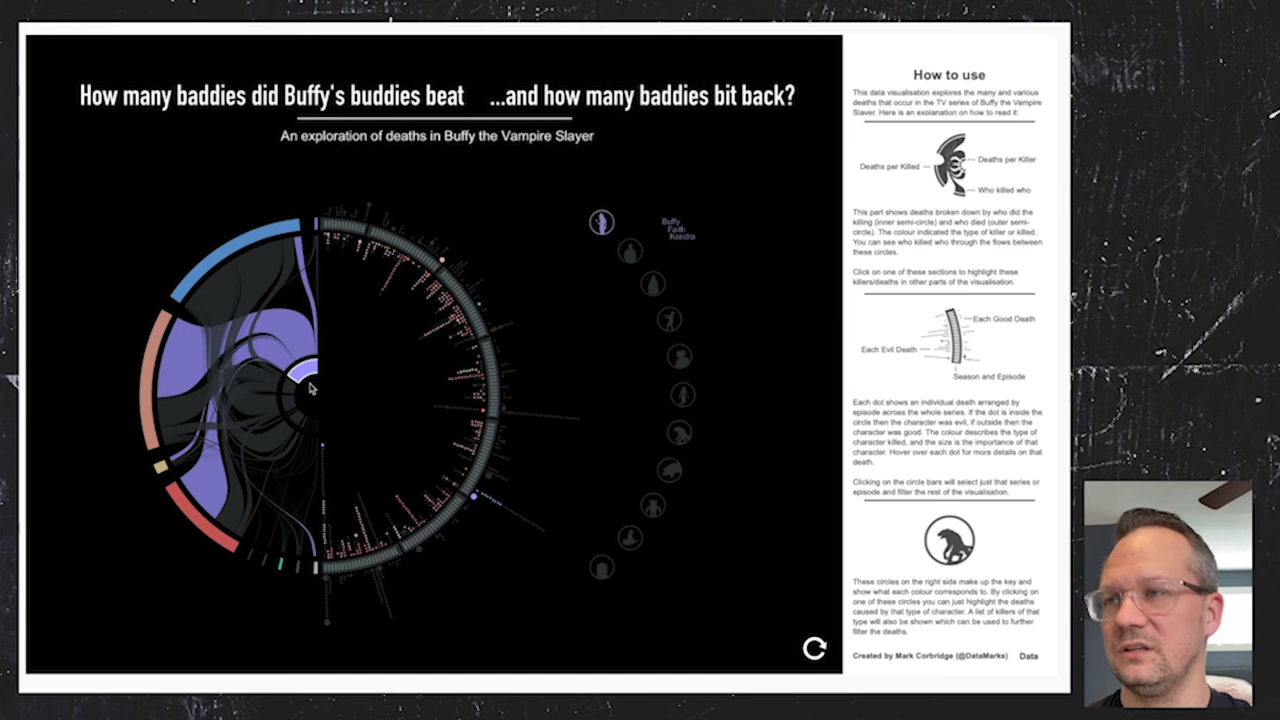 How many baddies did Buffy's buddies beat ...and how many baddies bit back?
An exploration of deaths in Buffy the Vampire Slayer
Buffy
Faith
Kendra
How to use
This data visualisation explores the many and various
deaths that occur in the TV series of Buffy the Vampire
Slayer. Here is an explanation on how to read it:
Deaths per Killed
Deaths per Killer
Who killed who
This part shows deaths broken down by who did the
killing (inner semi-circle) and who died (outer semi-
circle). The colour indicated the type of killer or killed.
You can see who killed who through the flows between
these circles.
Click on one of these sections to highlight these
killers/deaths in other parts of the visualisation.
Each Good Death
Each Evil Death
Season and Episode
Each dot shows an individual death arranged by
episode across the whole series. If the dot is inside the
circle then the character was evil, if outside then the
character was good. The colour describes the type of
character killed, and the size is the importance of that
character. Hover over each dot for more details on that
death.
Clicking on the circle bars will select just that series or
episode and filter the rest of the visualisation.
These circles on the right side make up the key and
show what each colour corresponds to. By clicking on
one of these circles you can just highlight the deaths
caused by that type of character. A list of killers of that
type will also be shown which can be used to further
filter the deaths.
Created by Mark Corbridge (@DataMarks) Data